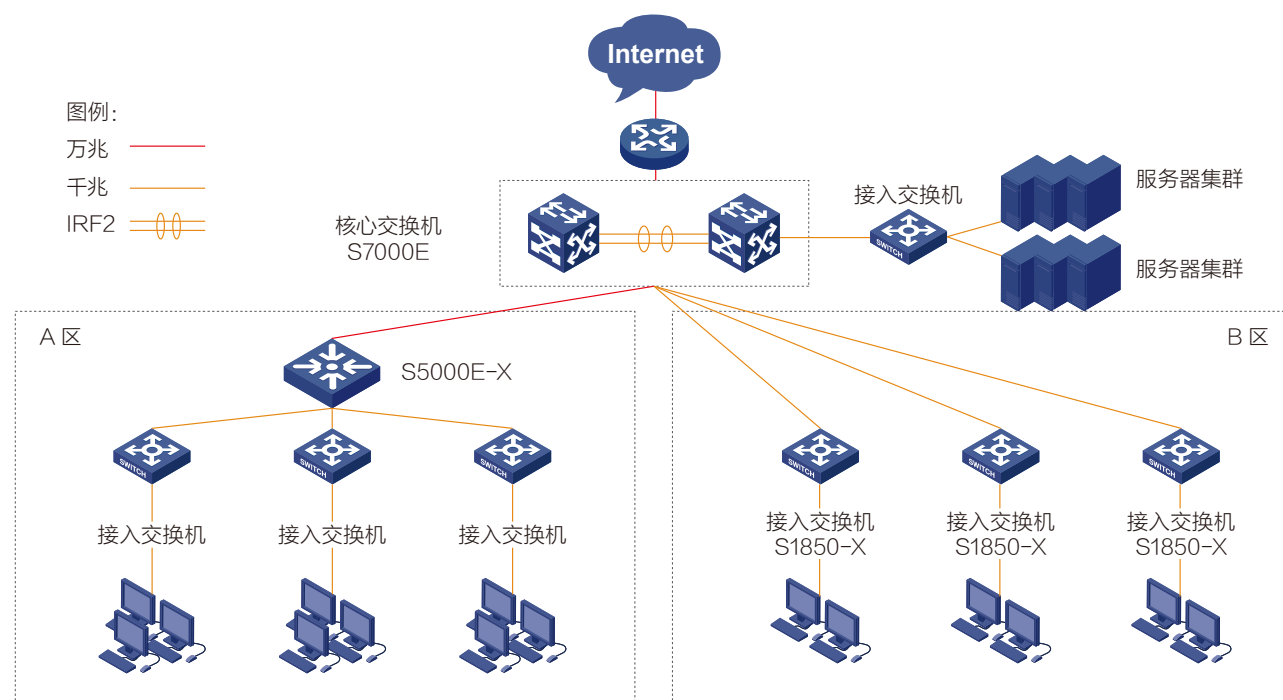 Internet
图例：
万兆
千兆
IRF2
核心交换机
S7000E
接入交换机
SWITCH
服务器集群
服务器集群
A 区
S5000E-X
SWITCH
SWITCH
SWITCH
接入交换机
接入交换机
接入交换机
B 区
SWITCH
SWITCH
SWITCH
接入交换机
S1850-X
接入交换机
S1850-X
接入交换机
S1850-X